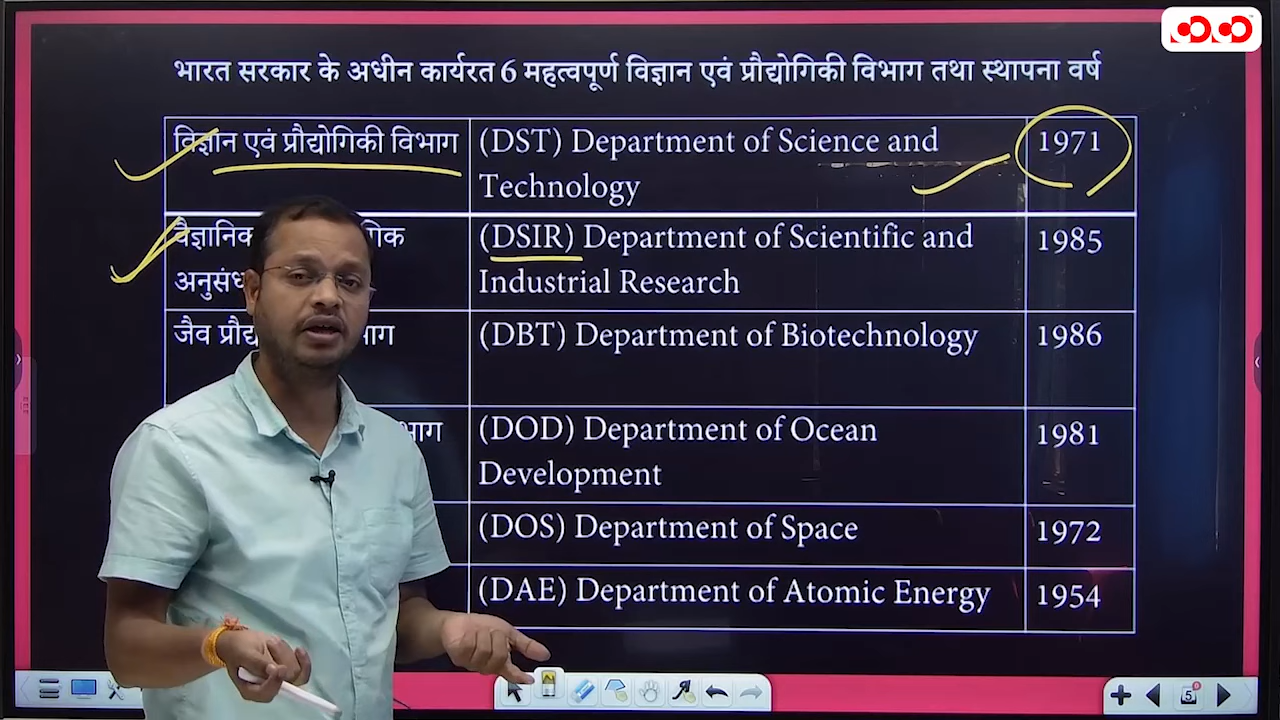 भारत सरकार के अधीन कार्यरत 6 महत्वपूर्ण विज्ञान एवं प्रौद्योगिकी विभाग तथा स्थापना वर्ष
विज्ञान एवं प्रौद्योगिकी विभाग
(DST) Department of Science and
Technology
1971
वैज्ञानिक
(DSIR) Department of Scientific and
Industrial Research
1985
जैव
(DBT) Department of Biotechnology
1986
(DOD) Department of Ocean
Development
1981
(DOS) Department of Space
1972
(DAE) Department of Atomic Energy
1954
5